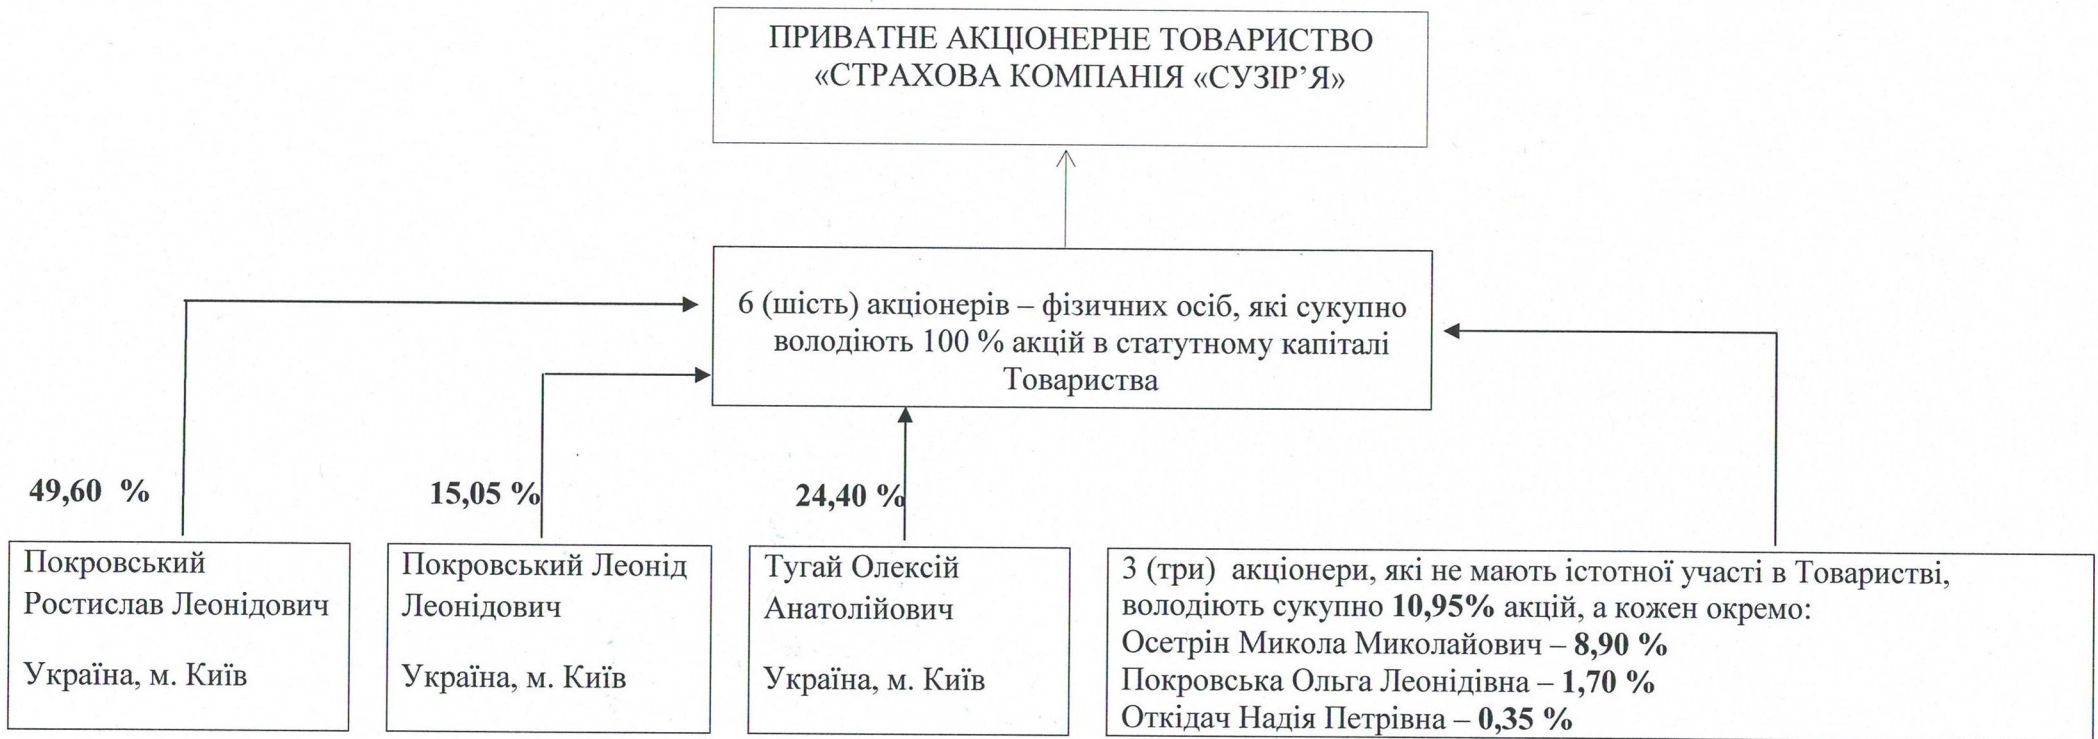 ПРИВАТНЕ АКЦІОНЕРНЕ ТОВАРИСТВО
«СТРАХОВА КОМПАНІЯ «СУЗІР’Я»
6 (шість) акціонерів – фізичних осіб, які сукупно
володіють 100 % акцій в статутному капіталі
Товариства
49,60 %
15,05 %
24,40 %
Покровський
Ростислав Леонідович
Україна, м. Київ
Покровський Леонід
Леонідович
Україна, м. Київ
Тугай Олексій
Анатолійович
Україна, м. Київ
3 (три) акціонери, які не мають істотної участі в Товаристві,
володіють сукупно 10,95% акцій, а кожен окремо:
Осетрін Микола Миколайович – 8,90 %
Покровська Ольга Леонідівна – 1,70 %
Откідач Надія Петрівна – 0,35 %